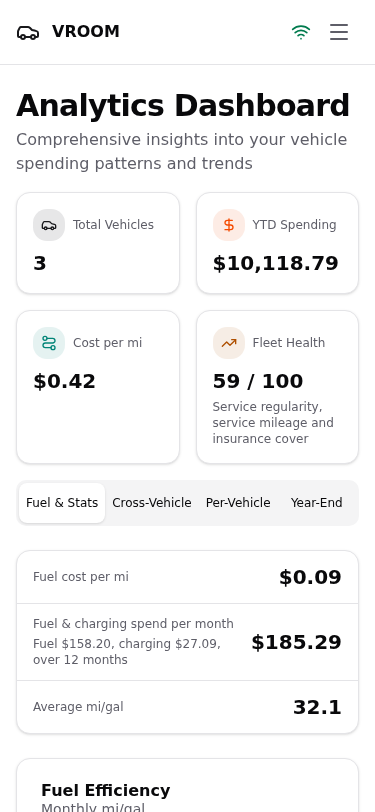 VROOM
Analytics Dashboard
Comprehensive insights into your vehicle
spending patterns and trends
Total Vehicles
3
YTD Spending
$10,118.79
Cost per mi
$0.42
Fleet Health
59 / 100
Service regularity,
service mileage and
insurance cover
Fuel & Stats
Cross-Vehicle
Per-Vehicle
Year-End
Fuel cost per mi
$0.09
Fuel & charging spend per month
Fuel $158.20, charging $27.09,
over 12 months
$185.29
Average mi/gal
32.1
Fuel Efficiency
Monthly mi/gal